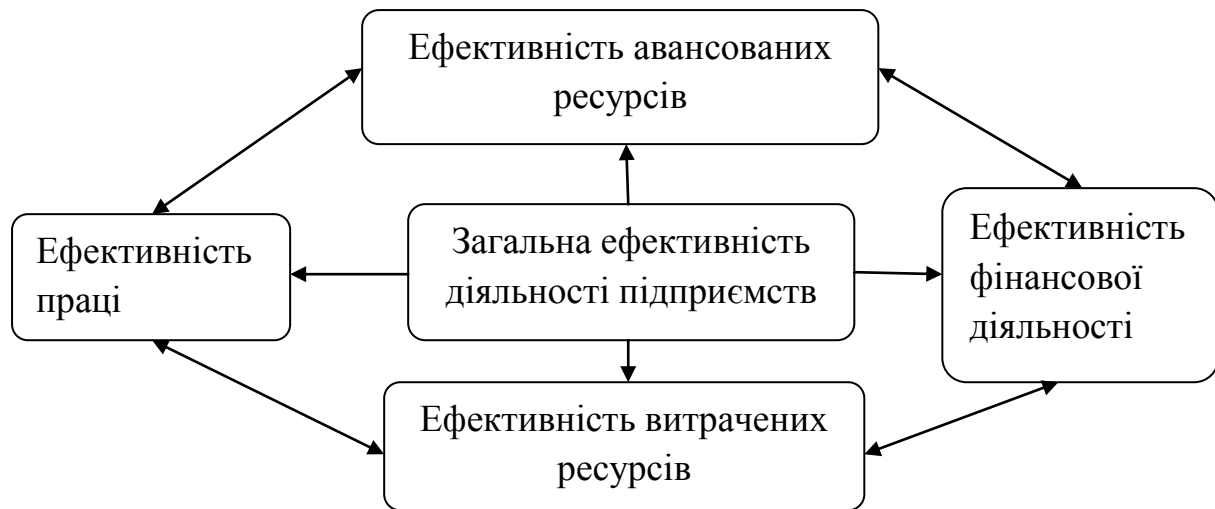 Ефективність авансованих
ресурсів
Ефективність
праці
Загальна ефективність
діяльності підприємств
Ефективність
фінансової
діяльності
Ефективність витрачених
ресурсів